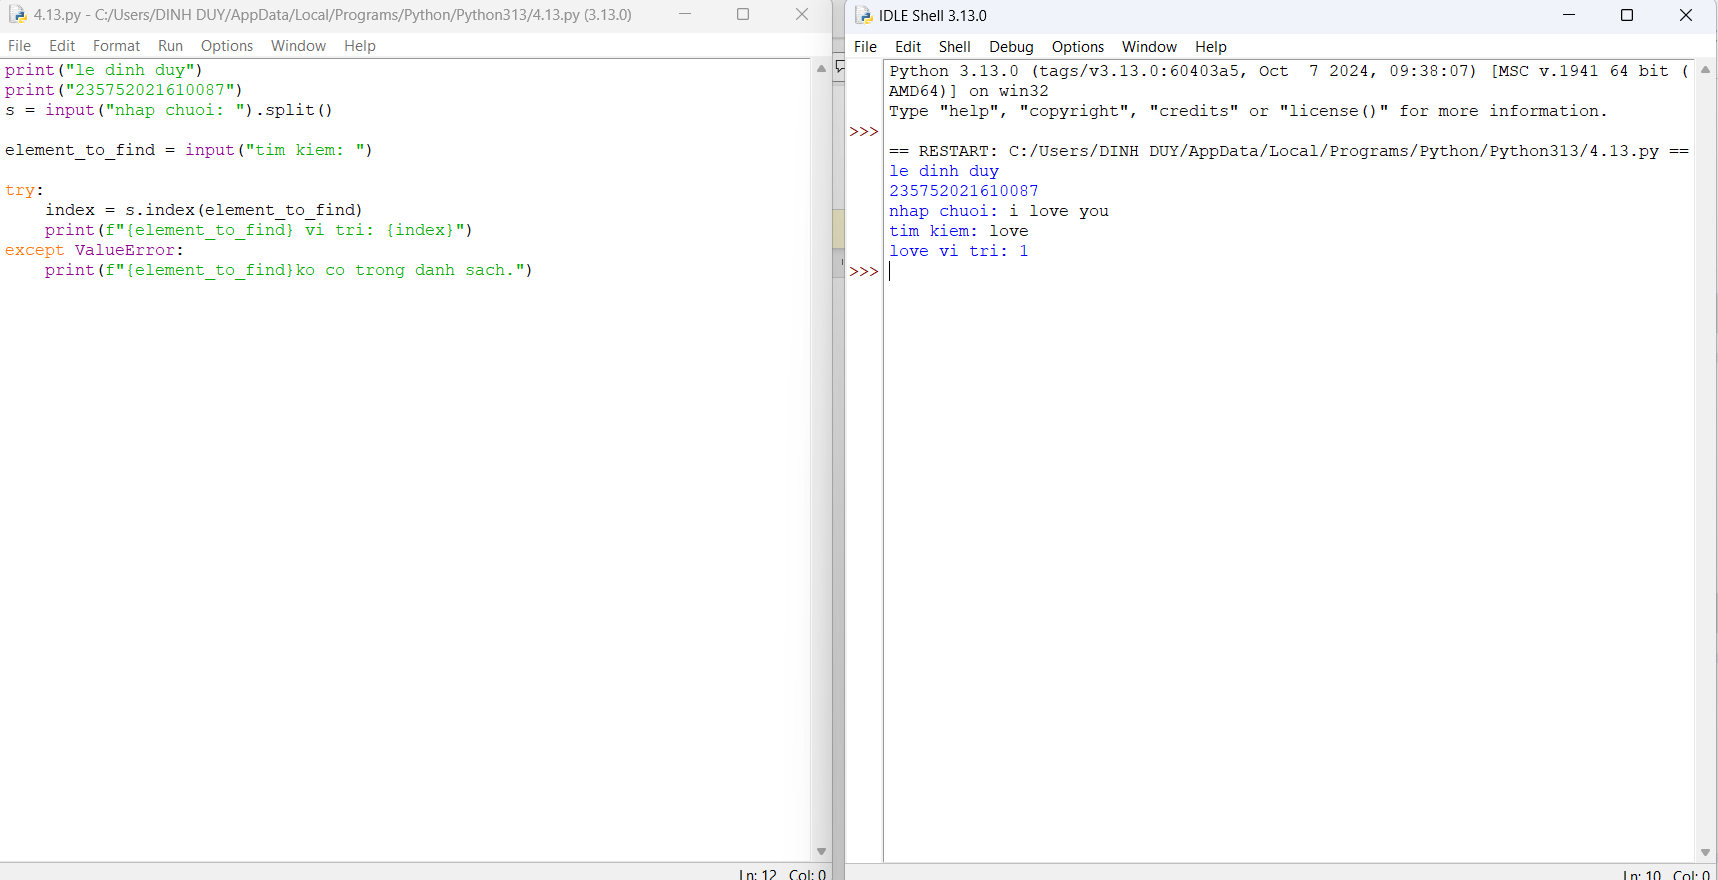 4.13.py - C:/Users/DINH DUY/AppData/Local/Programs/Python/Python313/4.13.py (3.13.0)
File Edit Format Run Options Window Help
print("le dinh duy")
print("235752021610087")
s = input("nhap chuoi: ").split()
element_to_find = input("tim kiem: ")
try:
    index = s.index(element_to_find)
    print(f"{element_to_find} vi tri: {index}")
except ValueError:
    print(f"{element_to_find}ko co trong danh sach.")
Ln: 12 Col: 0
IDLE Shell 3.13.0
File Edit Shell Debug Options Window Help
Python 3.13.0 (tags/v3.13.0:60403a5, Oct  7 2024, 09:38:07) [MSC v.1941 64 bit (
AMD64)] on win32
Type "help", "copyright", "credits" or "license()" for more information.
>>>
== RESTART: C:/Users/DINH DUY/AppData/Local/Programs/Python/Python313/4.13.py ==
le dinh duy
235752021610087
nhap chuoi: i love you
tim kiem: love
love vi tri: 1
>>>
Ln: 10 Col: 0